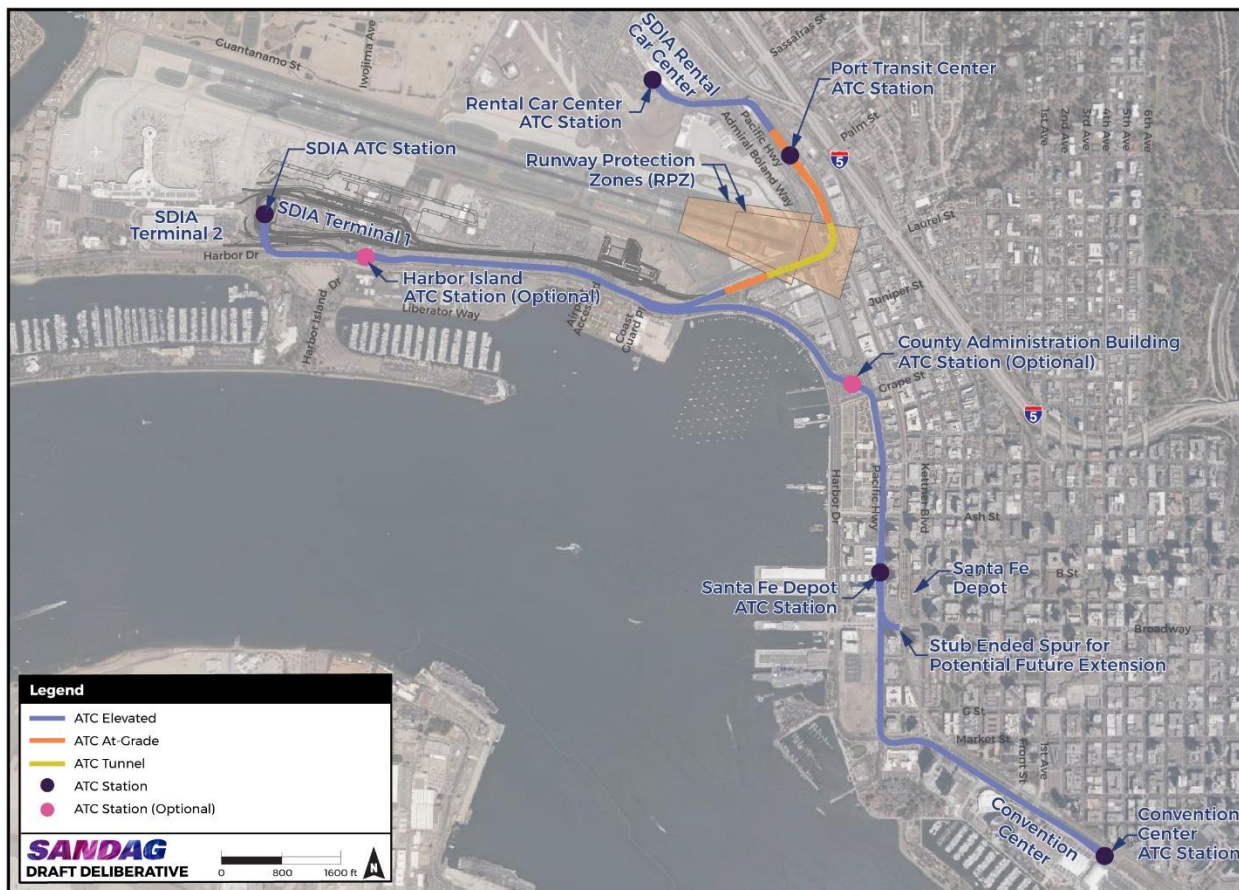 Guantanamo St
Iwojima Ave
SDIA Rental
Car Center
Sassafras St
Port Transit Center
ATC Station
Rental Car Center
ATC Station
Pacific Hwy
Admiral Boland Way
Palm St
1st Ave
2nd Ave
3rd Ave
4th Ave
5th Ave
6th Ave
5
SDIA ATC Station
Runway Protection
Zones (RPZ)
SDIA
Terminal 2
SDIA Terminal 1
Laurel St
Harbor Dr
Harbor Island
ATC Station (Optional)
Harbor Island Dr
Liberator Way
Airport
Coast
Guard Pl
Juniper St
County Administration Building
ATC Station (Optional)
Grape St
5
Harbor Dr
Pacific Hwy
Kettner Blvd
Ash St
Santa Fe Depot
ATC Station
Santa Fe
Depot
B St
Broadway
Stub Ended Spur for
Potential Future Extension
G St
Market St
Front St
1st Ave
Convention
Center
Convention
Center
ATC Station
Legend
ATC Elevated
ATC At-Grade
ATC Tunnel
ATC Station
ATC Station (Optional)
SANDAG
DRAFT DELIBERATIVE
0 800 1600 ft
N